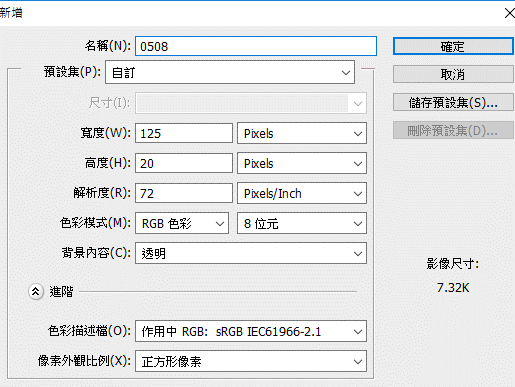 新增
名稱(N): 0508
確定
預設集(P): 自訂
取消
尺寸(I):
儲存預設集(S)...
寬度(W): 125 Pixels
刪除預設集(D)...
高度(H): 20 Pixels
解析度(R): 72 Pixels/Inch
色彩模式(M): RGB 色彩 8 位元
背景內容(C): 透明
影像尺寸:
7.32K
進階
色彩描述檔(O): 作用中 RGB: sRGB IEC61966-2.1
像素外觀比例(X): 正方形像素